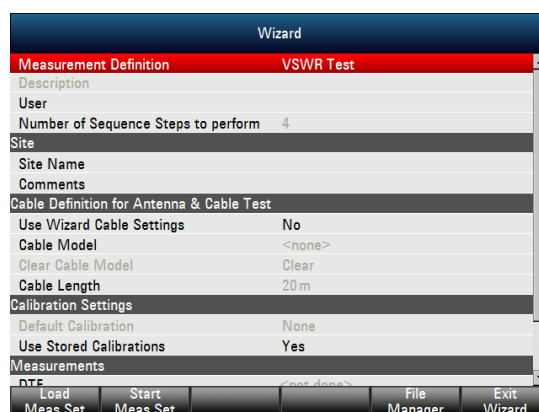 Wizard
Measurement Definition VSWR Test
Description
User
Number of Sequence Steps to perform 4
Site
Site Name
Comments
Cable Definition for Antenna & Cable Test
Use Wizard Cable Settings No
Cable Model <none>
Clear Cable Model Clear
Cable Length 20 m
Calibration Settings
Default Calibration None
Use Stored Calibrations Yes
Measurements
DTF <not done>
Load Start File Exit
Meas Set Meas Set Manager Wizard